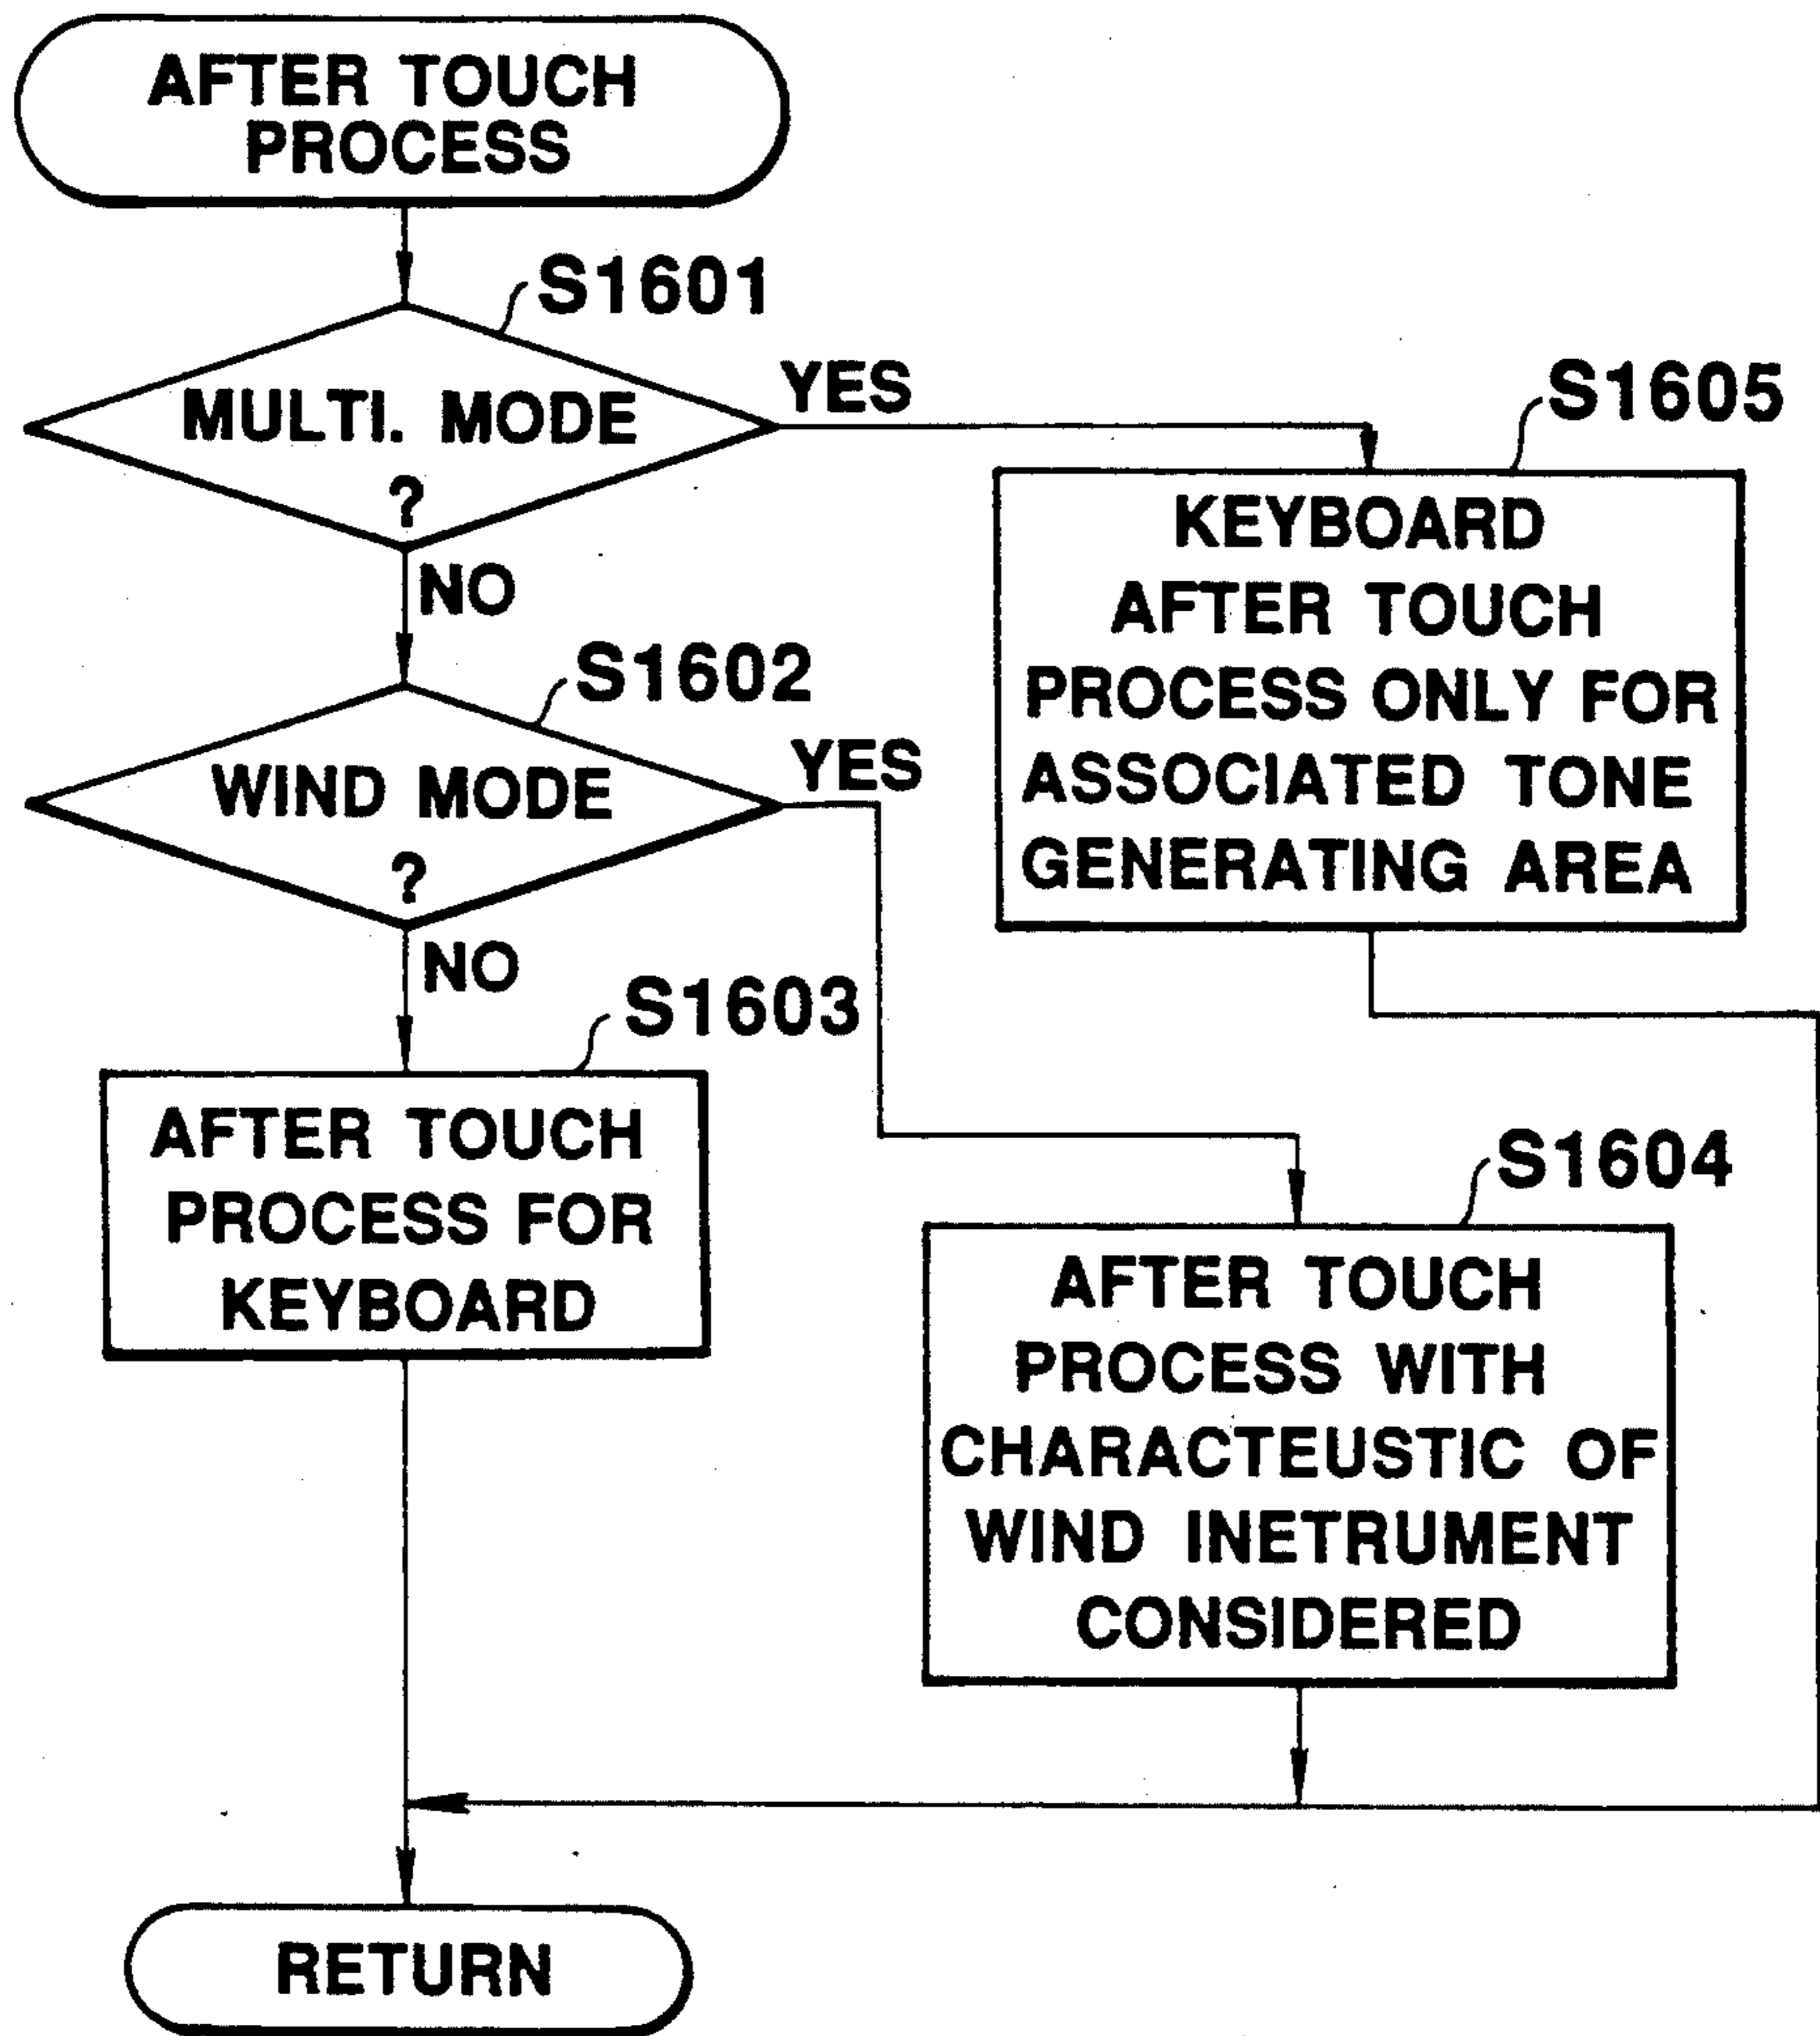 AFTER TOUCH
PROCESS
S1601
MULTI. MODE
?
YES
NO
S1605
KEYBOARD
AFTER TOUCH
PROCESS ONLY FOR
ASSOCIATED TONE
GENERATING AREA
S1602
WIND MODE
?
YES
NO
S1603
AFTER TOUCH
PROCESS FOR
KEYBOARD
S1604
AFTER TOUCH
PROCESS WITH
CHARACTEUSTIC OF
WIND INETRUMENT
CONSIDERED
RETURN